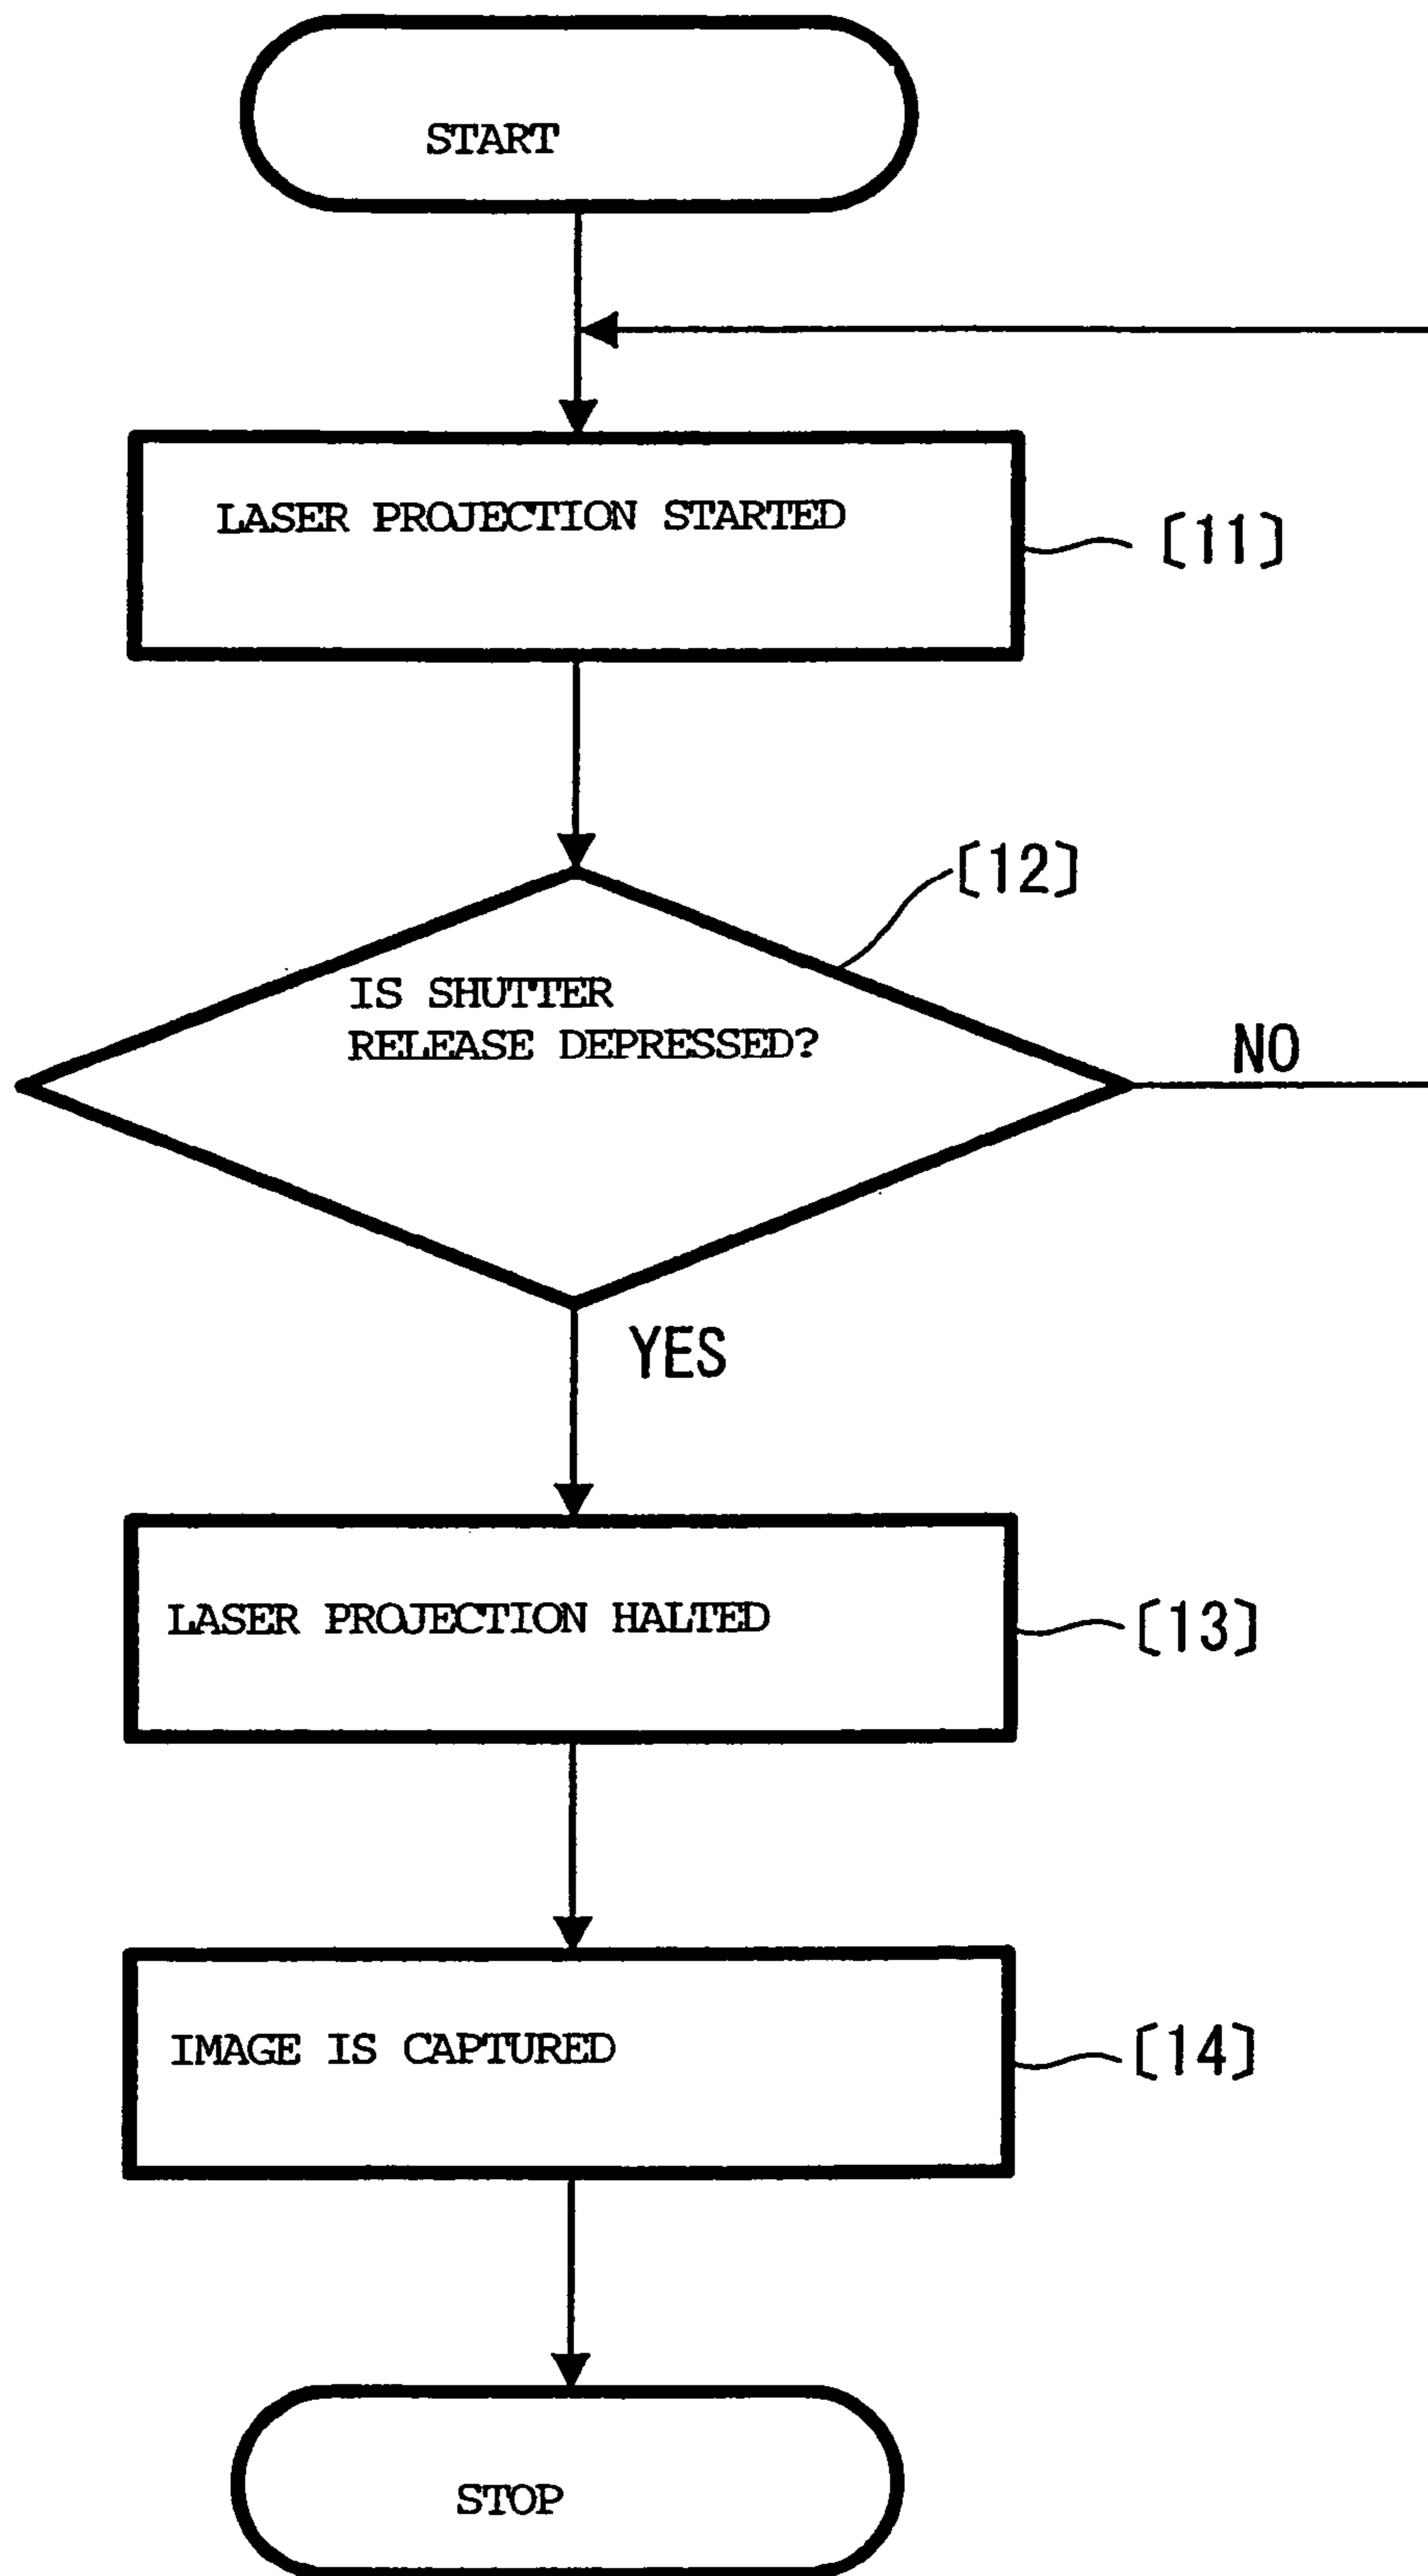 START
LASER PROJECTION STARTED
〔11〕
〔12〕
IS SHUTTER
RELEASE DEPRESSED?
NO
YES
LASER PROJECTION HALTED
〔13〕
IMAGE IS CAPTURED
〔14〕
STOP